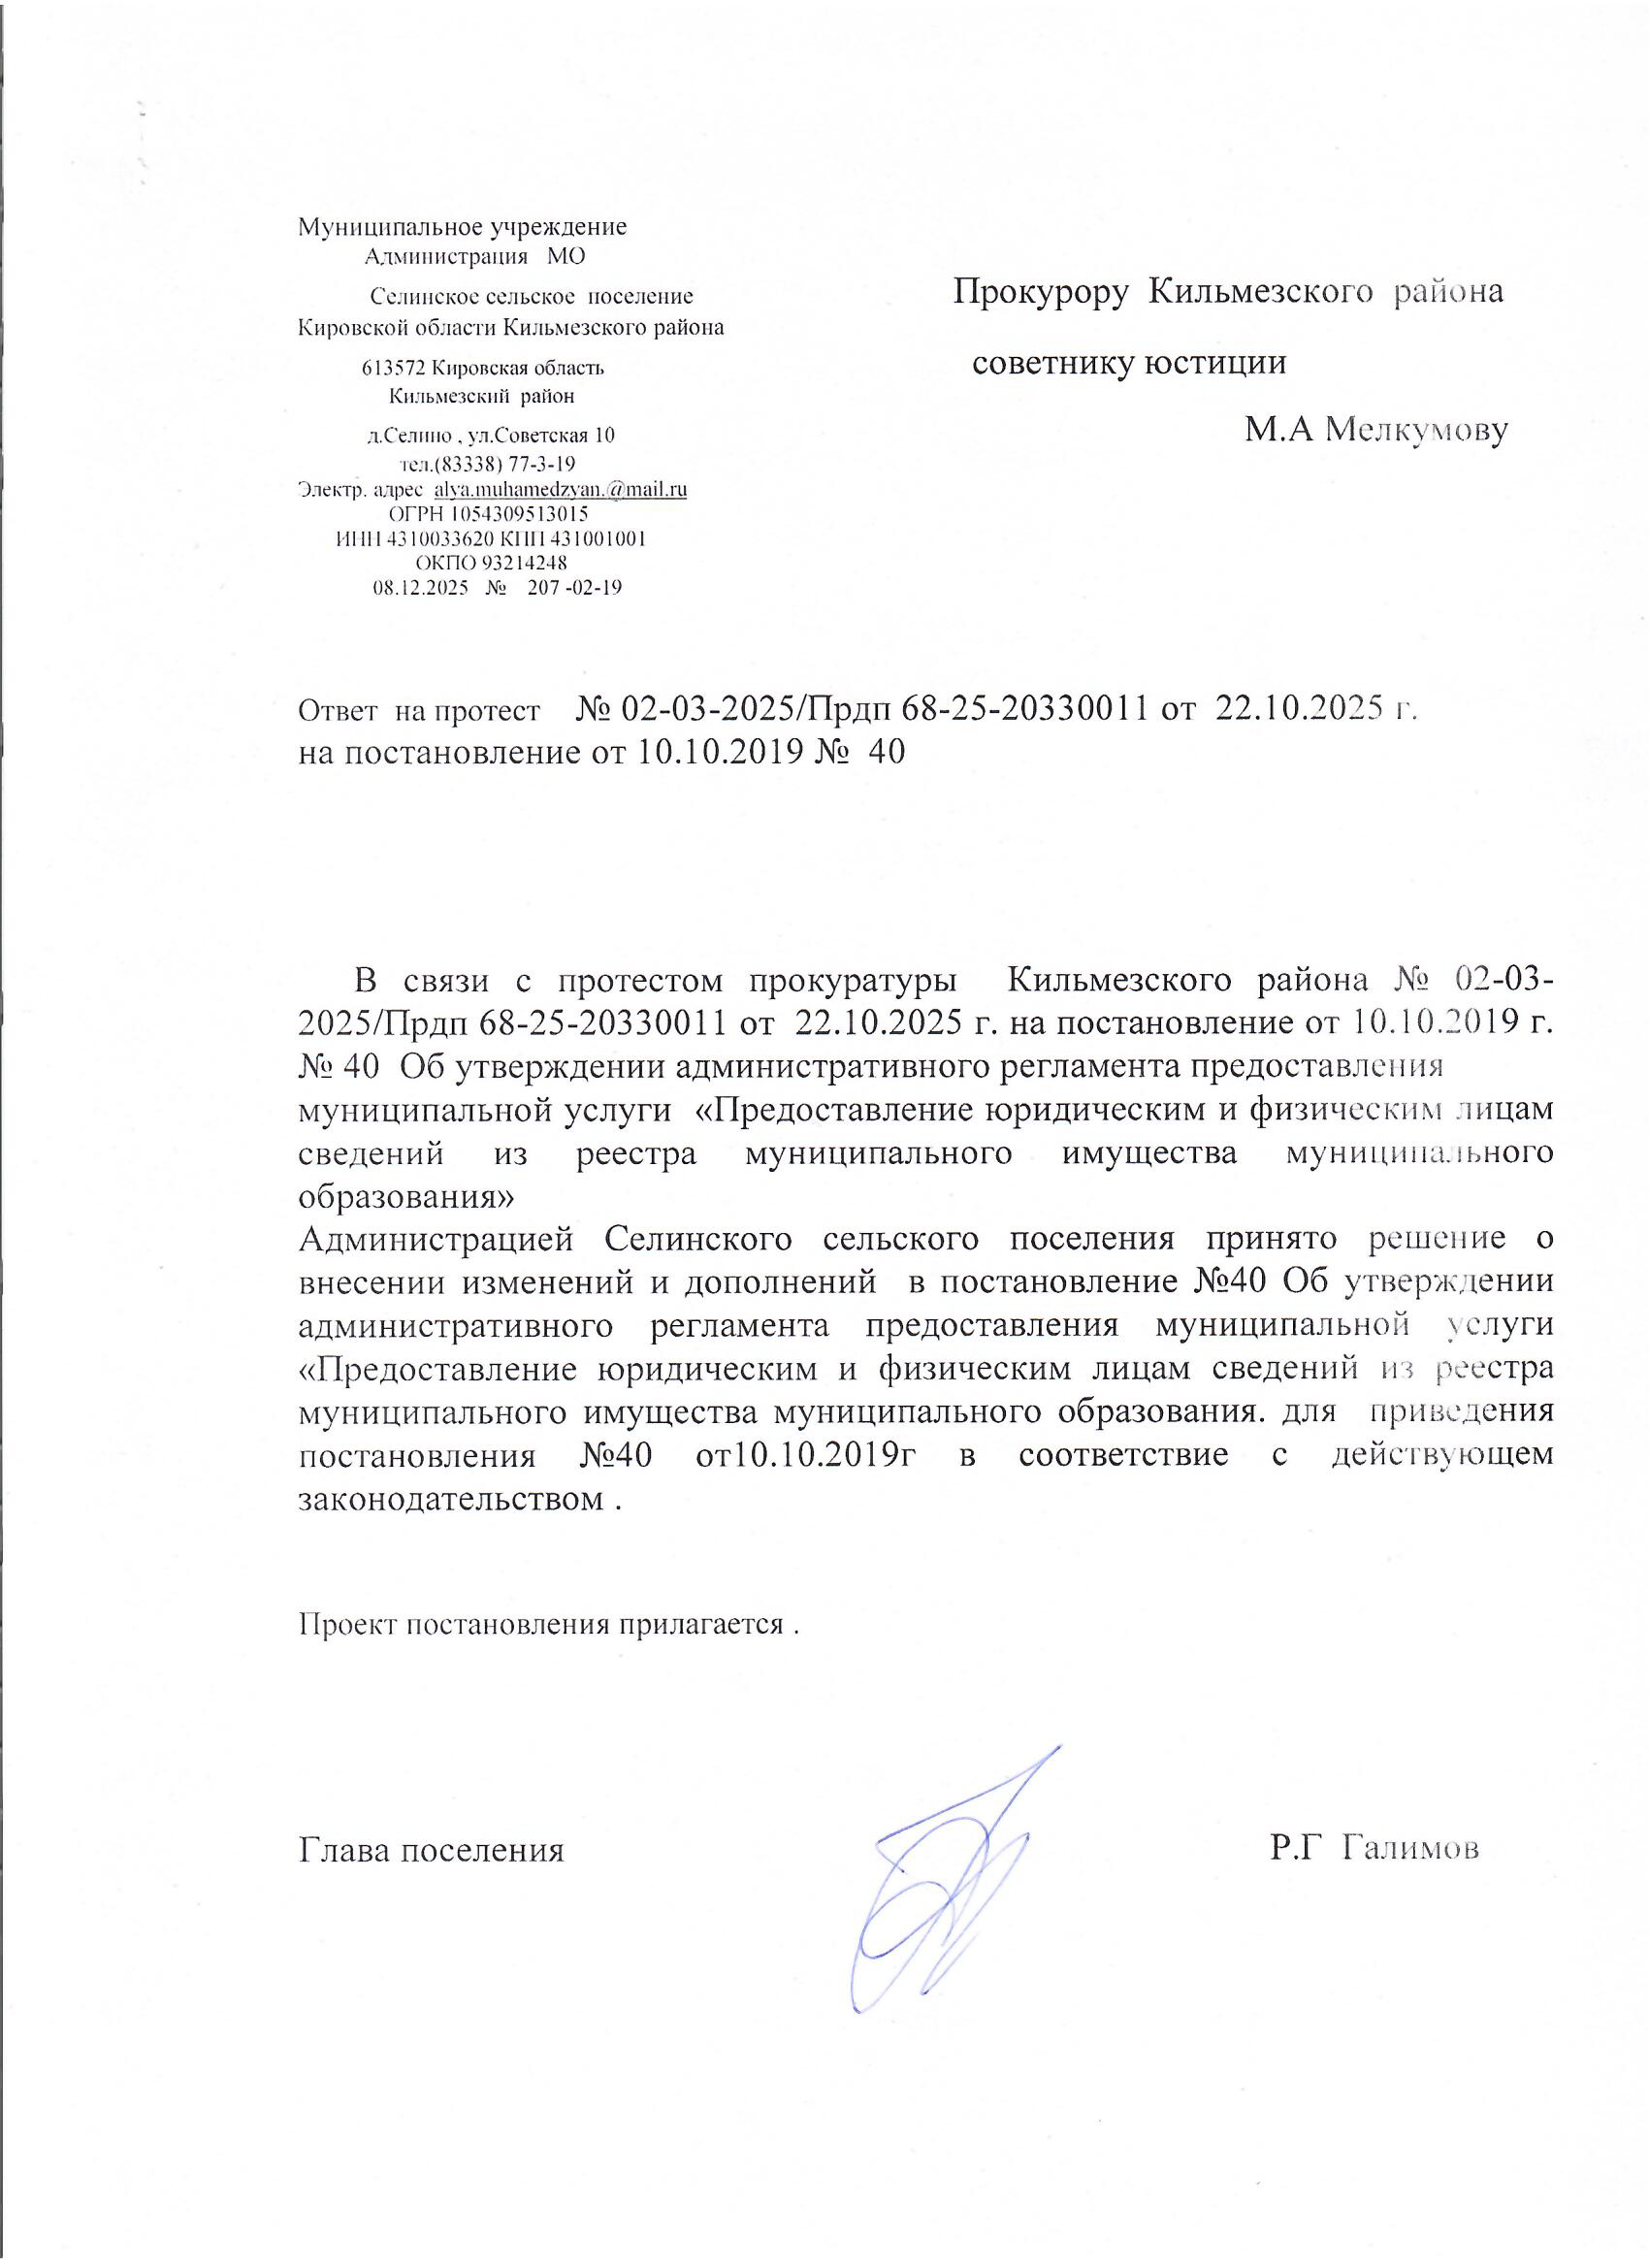 Муниципальное учреждение
Администрация МО
Селинское сельское поселение
Кировской области Кильмезского района
613572 Кировская область
Кильмезский район
д.Селино , ул.Советская 10
тел.(83338) 77-3-19
Электр. адрес alya.muhamedzyan.@mail.ru
ОГРН 1054309513015
ИНН 4310033620 КПП 431001001
ОКПО 93214248
08.12.2025 № 207 -02-19
Прокурору Кильмезского района
советнику юстиции
М.А Мелкумову
Ответ на протест № 02-03-2025/Прдп 68-25-20330011 от 22.10.2025 г.
на постановление от 10.10.2019 № 40
В связи с протестом прокуратуры Кильмезского района № 02-03-
2025/Прдп 68-25-20330011 от 22.10.2025 г. на постановление от 10.10.2019 г.
№ 40 Об утверждении административного регламента предоставления
муниципальной услуги «Предоставление юридическим и физическим лицам
сведений из реестра муниципального имущества муниципального
образования»
Администрацией Селинского сельского поселения принято решение о
внесении изменений и дополнений в постановление №40 Об утверждении
административного регламента предоставления муниципальной услуги
«Предоставление юридическим и физическим лицам сведений из реестра
муниципального имущества муниципального образования. для приведения
постановления №40 от10.10.2019г в соответствие с действующем
законодательством .
Проект постановления прилагается .
Глава поселения
Р.Г Галимов